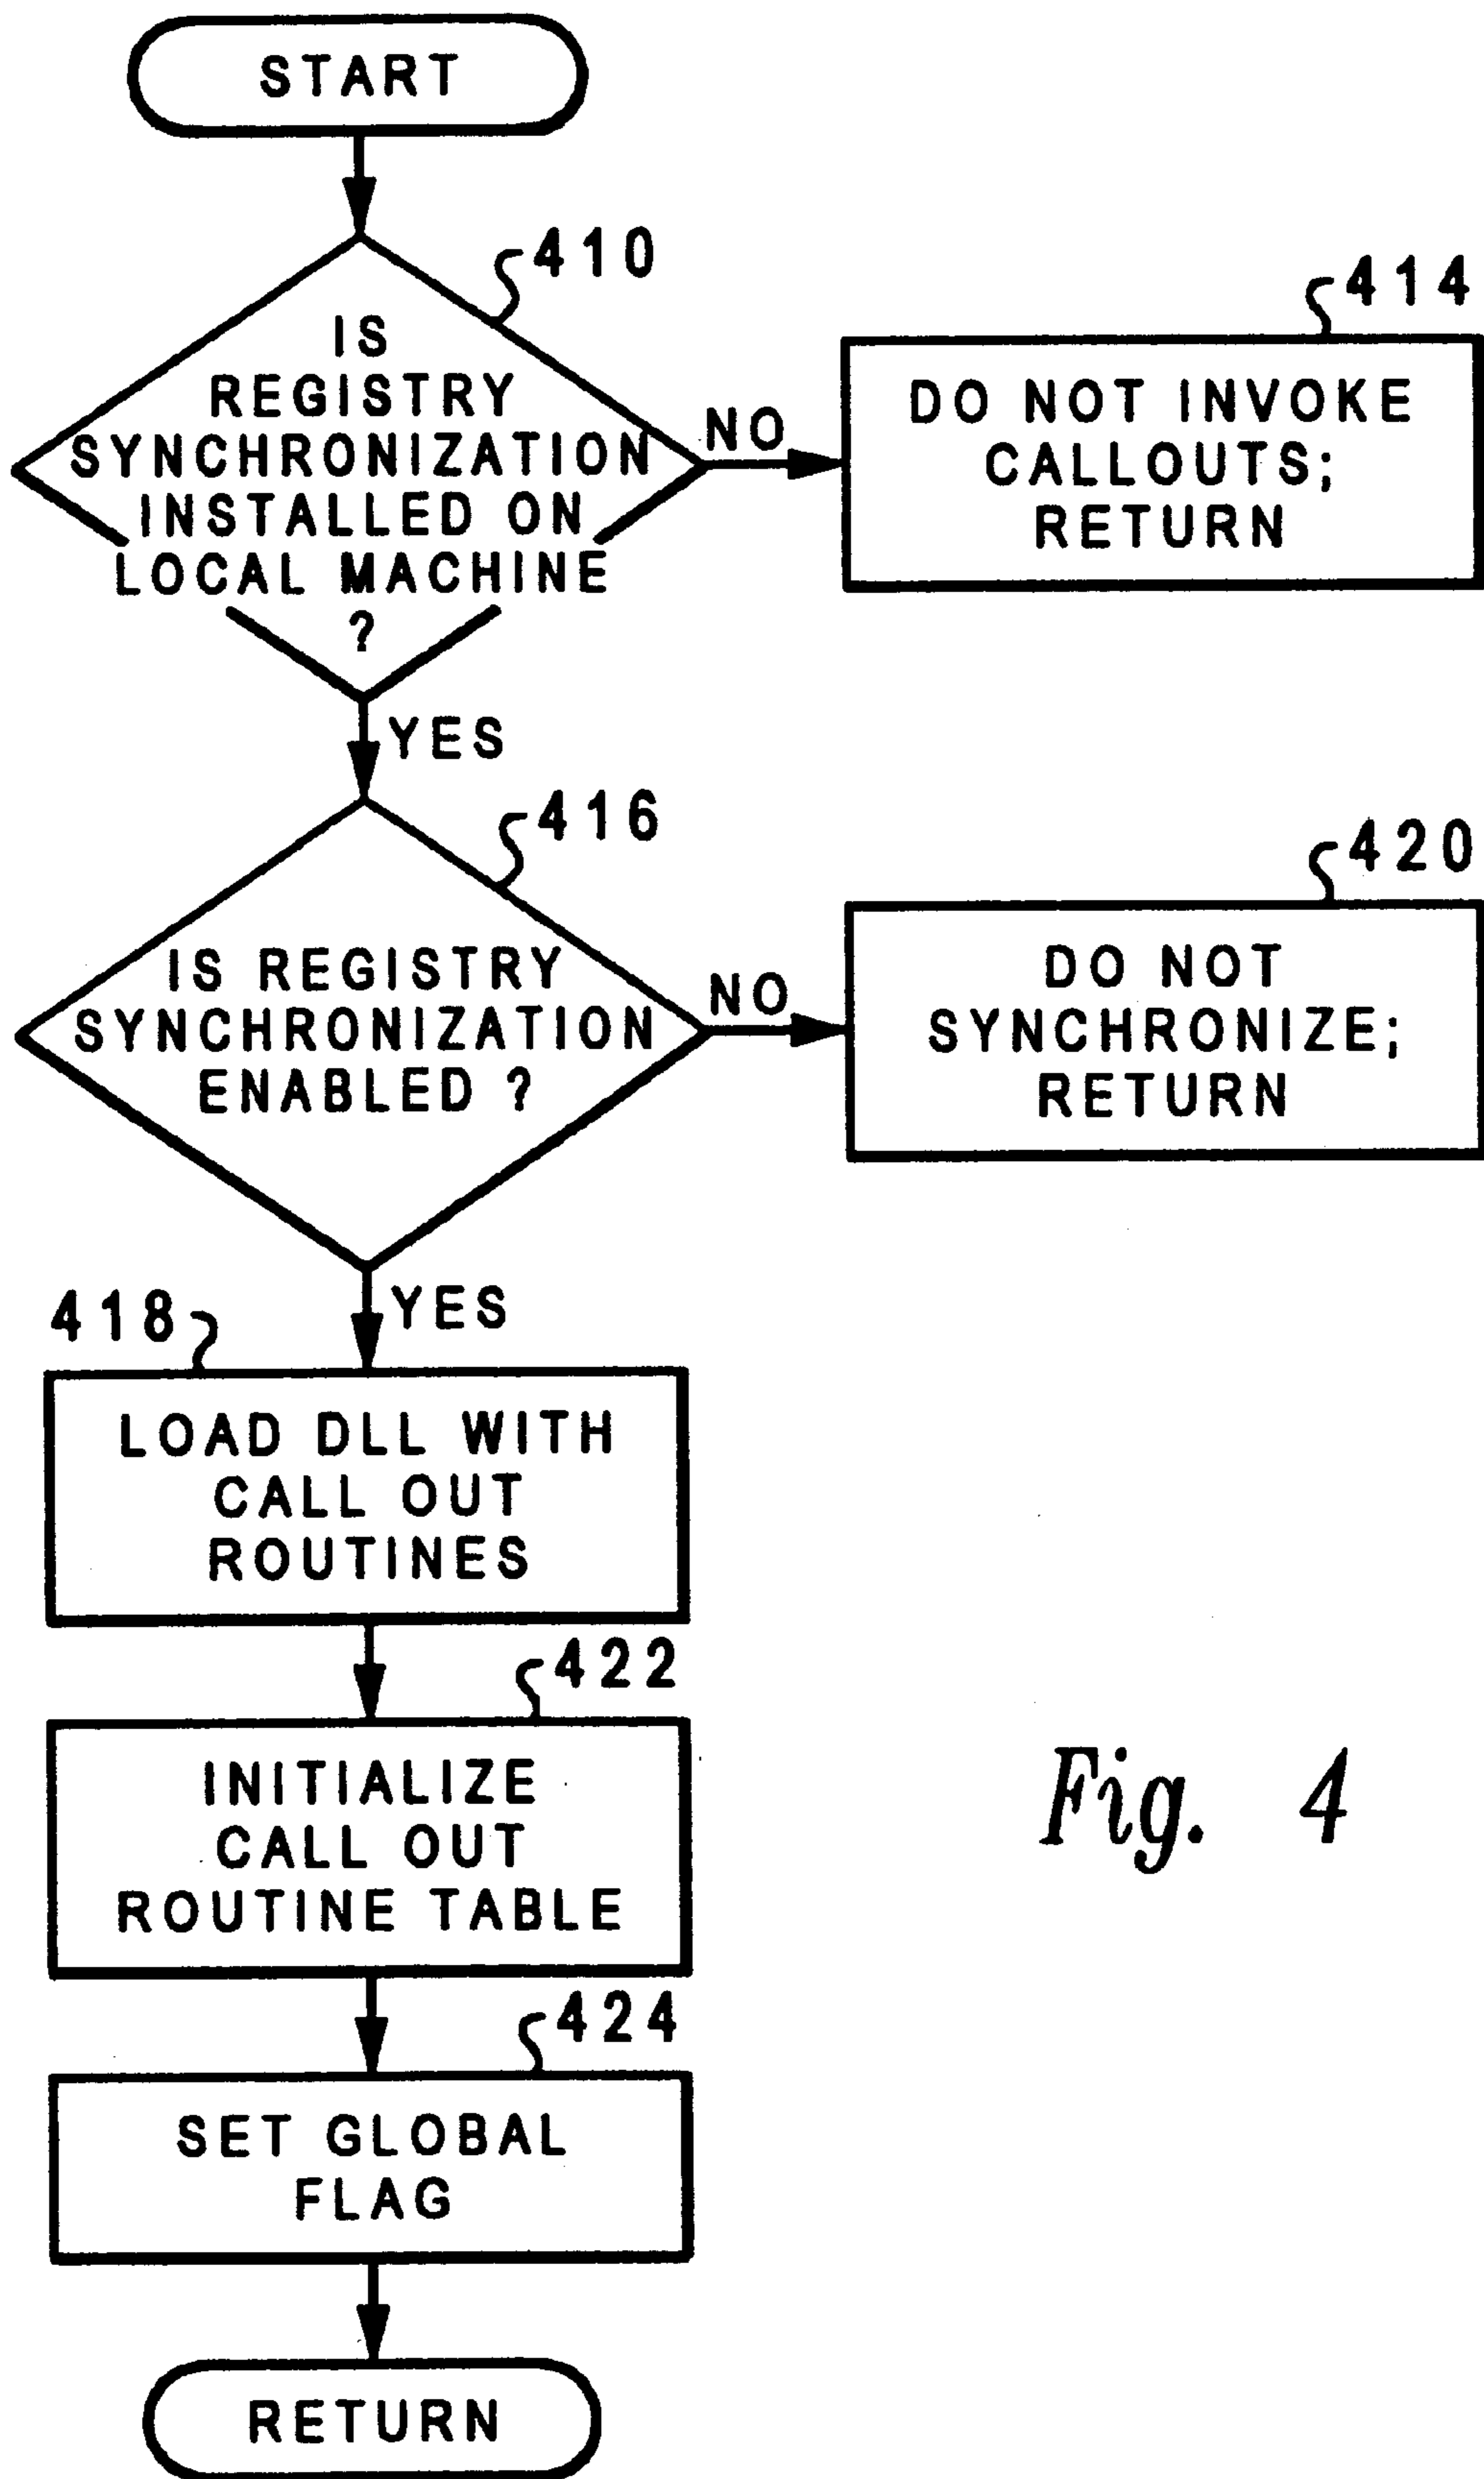 START
410
IS
REGISTRY
SYNCHRONIZATION
INSTALLED ON
LOCAL MACHINE
?
NO
414
DO NOT INVOKE
CALLOUTS;
RETURN
YES
416
IS REGISTRY
SYNCHRONIZATION
ENABLED ?
NO
420
DO NOT
SYNCHRONIZE;
RETURN
YES
418
LOAD DLL WITH
CALL OUT
ROUTINES
422
INITIALIZE
CALL OUT
ROUTINE TABLE
424
SET GLOBAL
FLAG
RETURN
Fig. 4